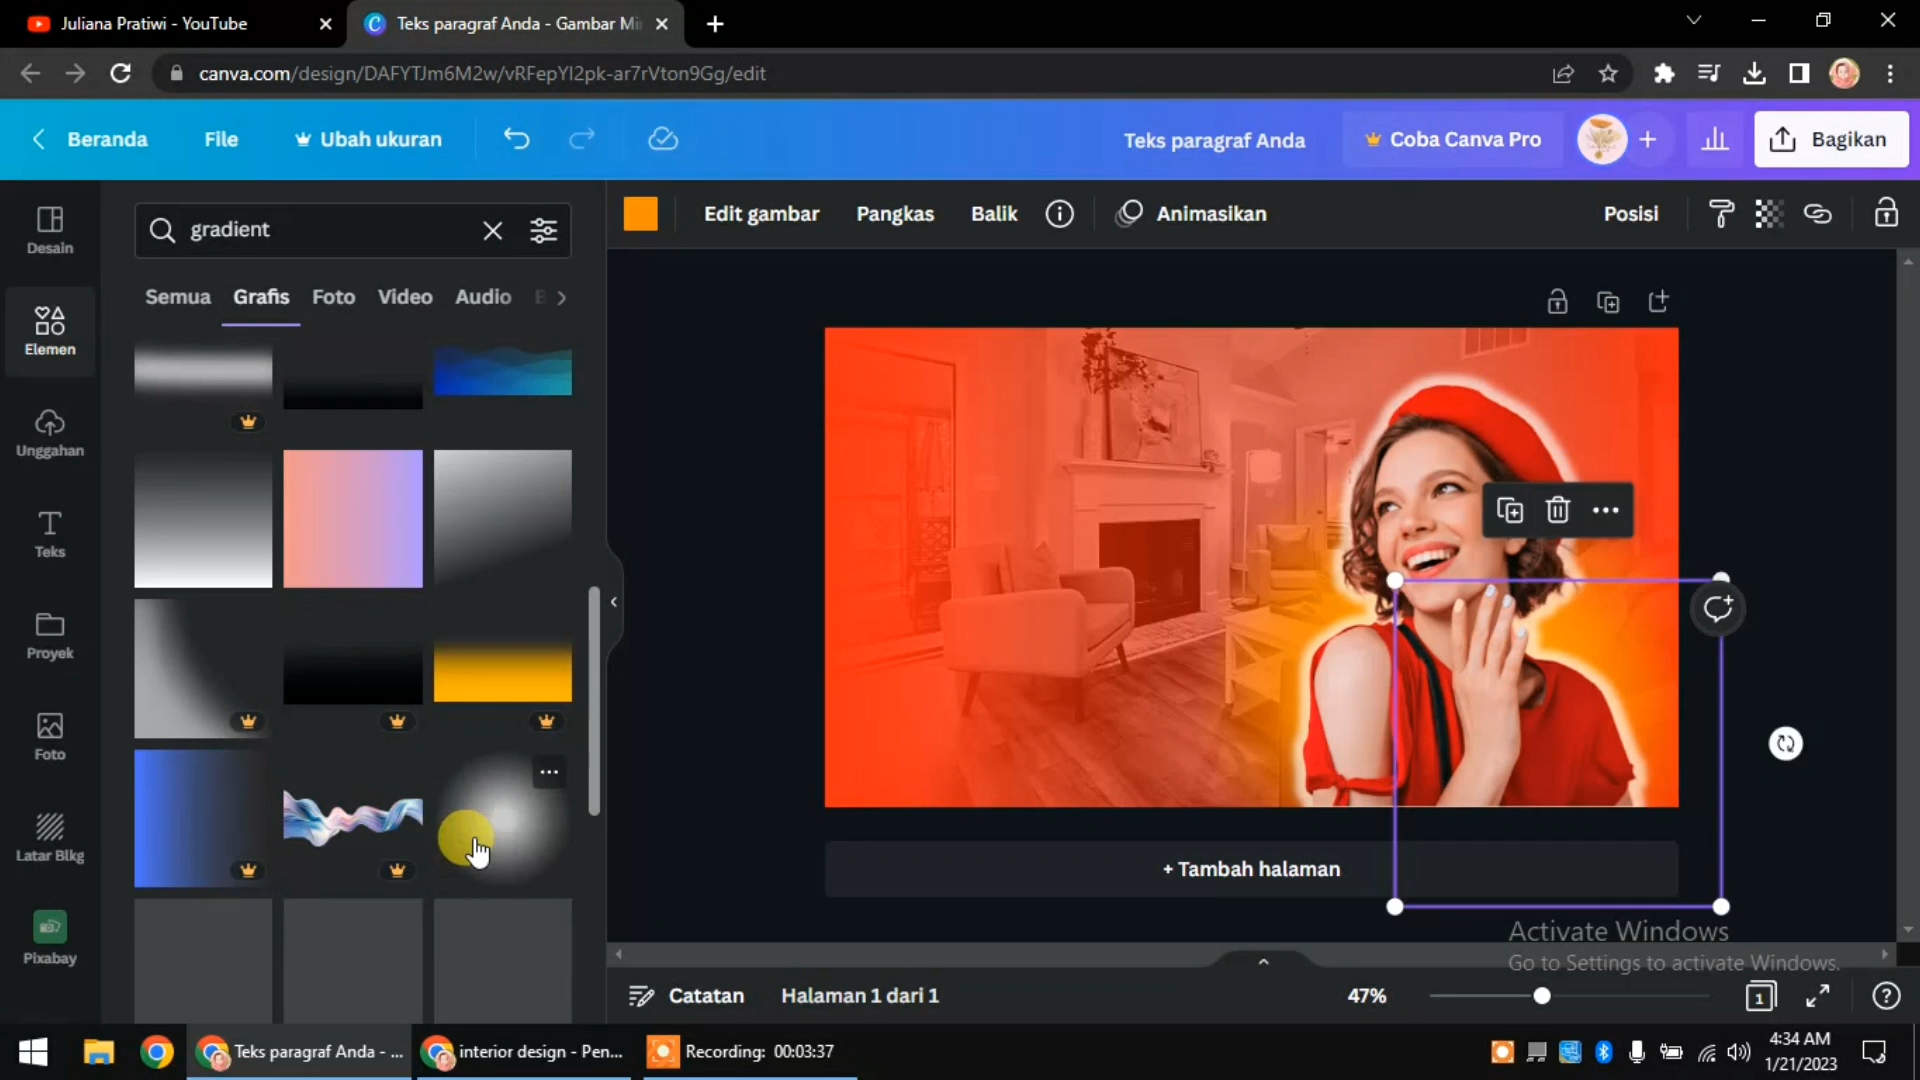 Juliana Pratiwi - YouTube
Teks paragraf Anda - Gambar Mi
canva.com/design/DAFYTJm6M2w/vRFepYI2pk-ar7rVton9Gg/edit
Beranda
File
Ubah ukuran
Teks paragraf Anda
Coba Canva Pro
Bagikan
Desain
Elemen
Unggahan
Teks
Proyek
Foto
Latar Blkg
Pixabay
gradient
Semua
Grafis
Foto
Video
Audio
Edit gambar
Pangkas
Balik
Animasikan
Posisi
+ Tambah halaman
Activate Windows
Go to Settings to activate Windows.
Catatan
Halaman 1 dari 1
47%
1
Teks paragraf Anda - ...
interior design - Pen...
Recording: 00:03:37
4:34 AM
1/21/2023